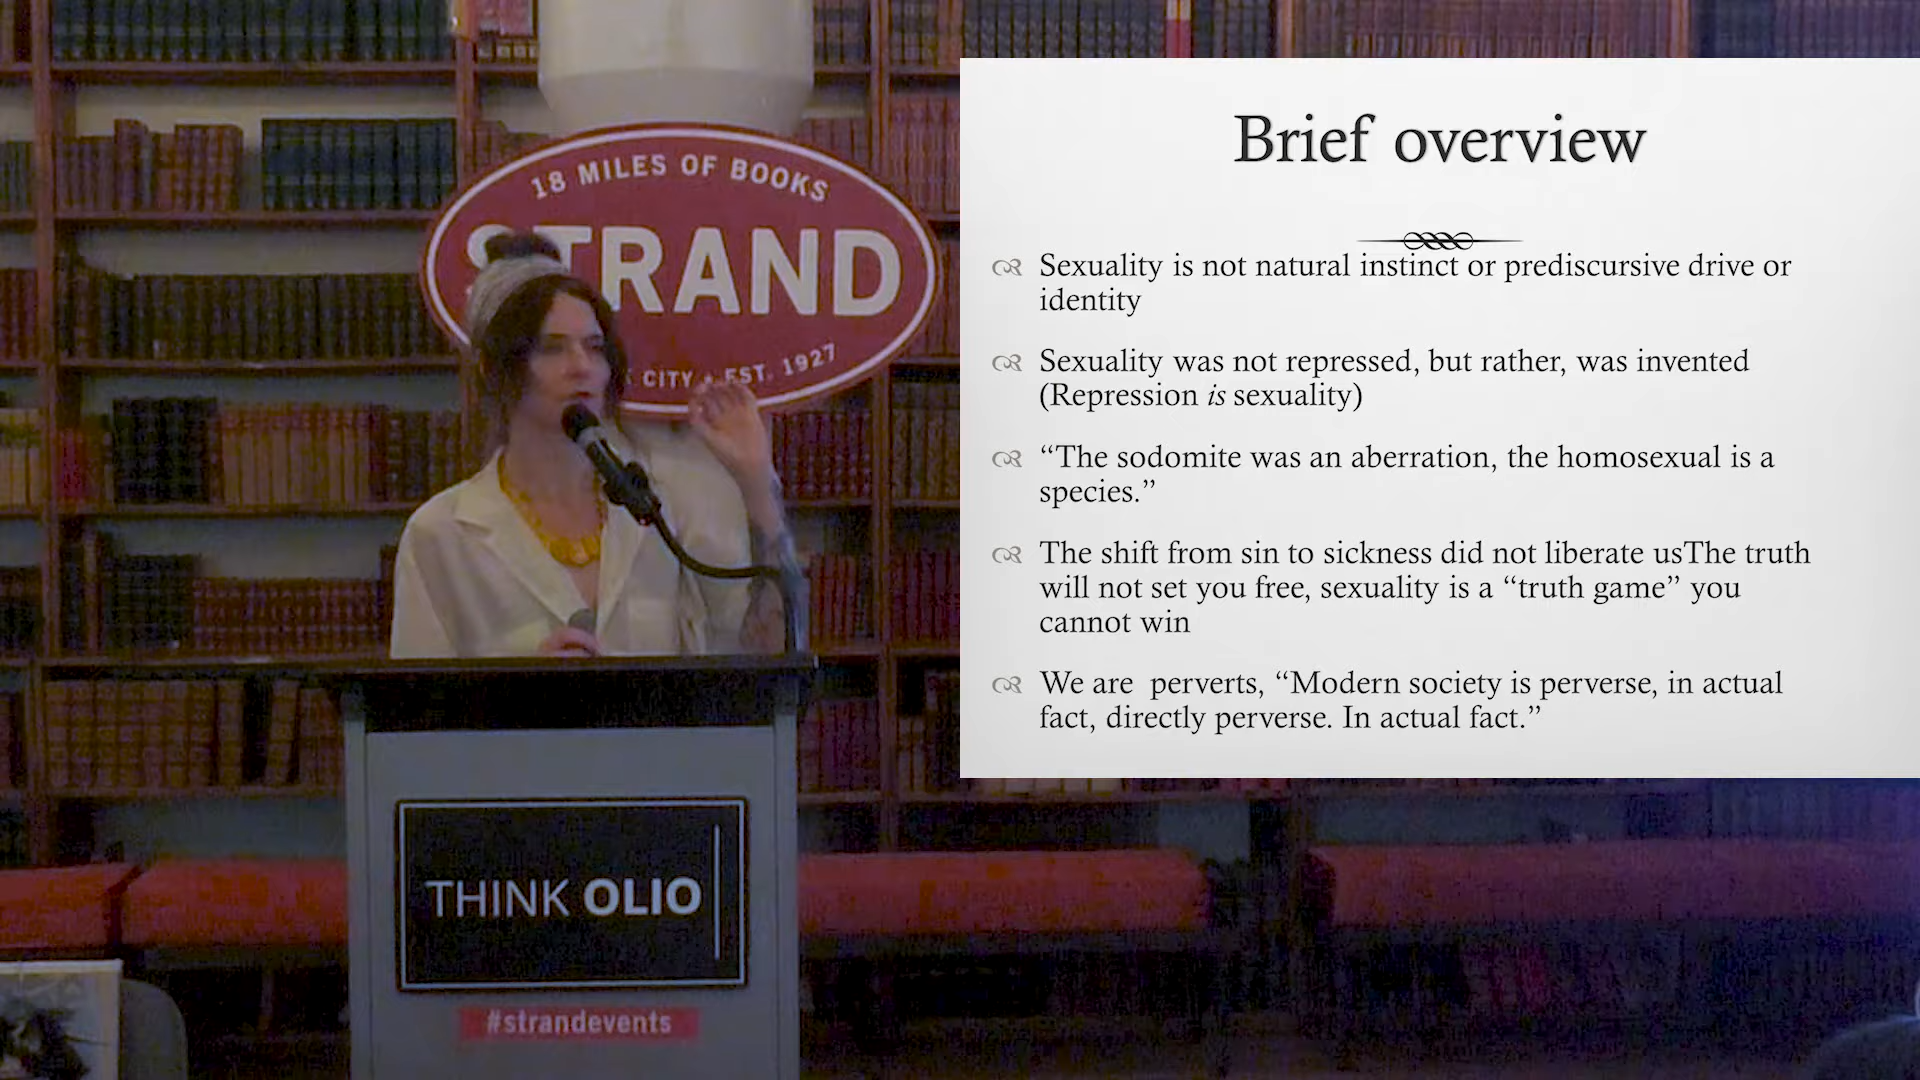 18 MILES OF BOOKS
STRAND
CITY • EST. 1927
THINK OLIO
#strandevents
Brief overview
Sexuality is not natural instinct or prediscursive drive or
identity
Sexuality was not repressed, but rather, was invented
(Repression is sexuality)
“The sodomite was an aberration, the homosexual is a
species.”
The shift from sin to sickness did not liberate usThe truth
will not set you free, sexuality is a “truth game” you
cannot win
We are perverts, “Modern society is perverse, in actual
fact, directly perverse. In actual fact.”